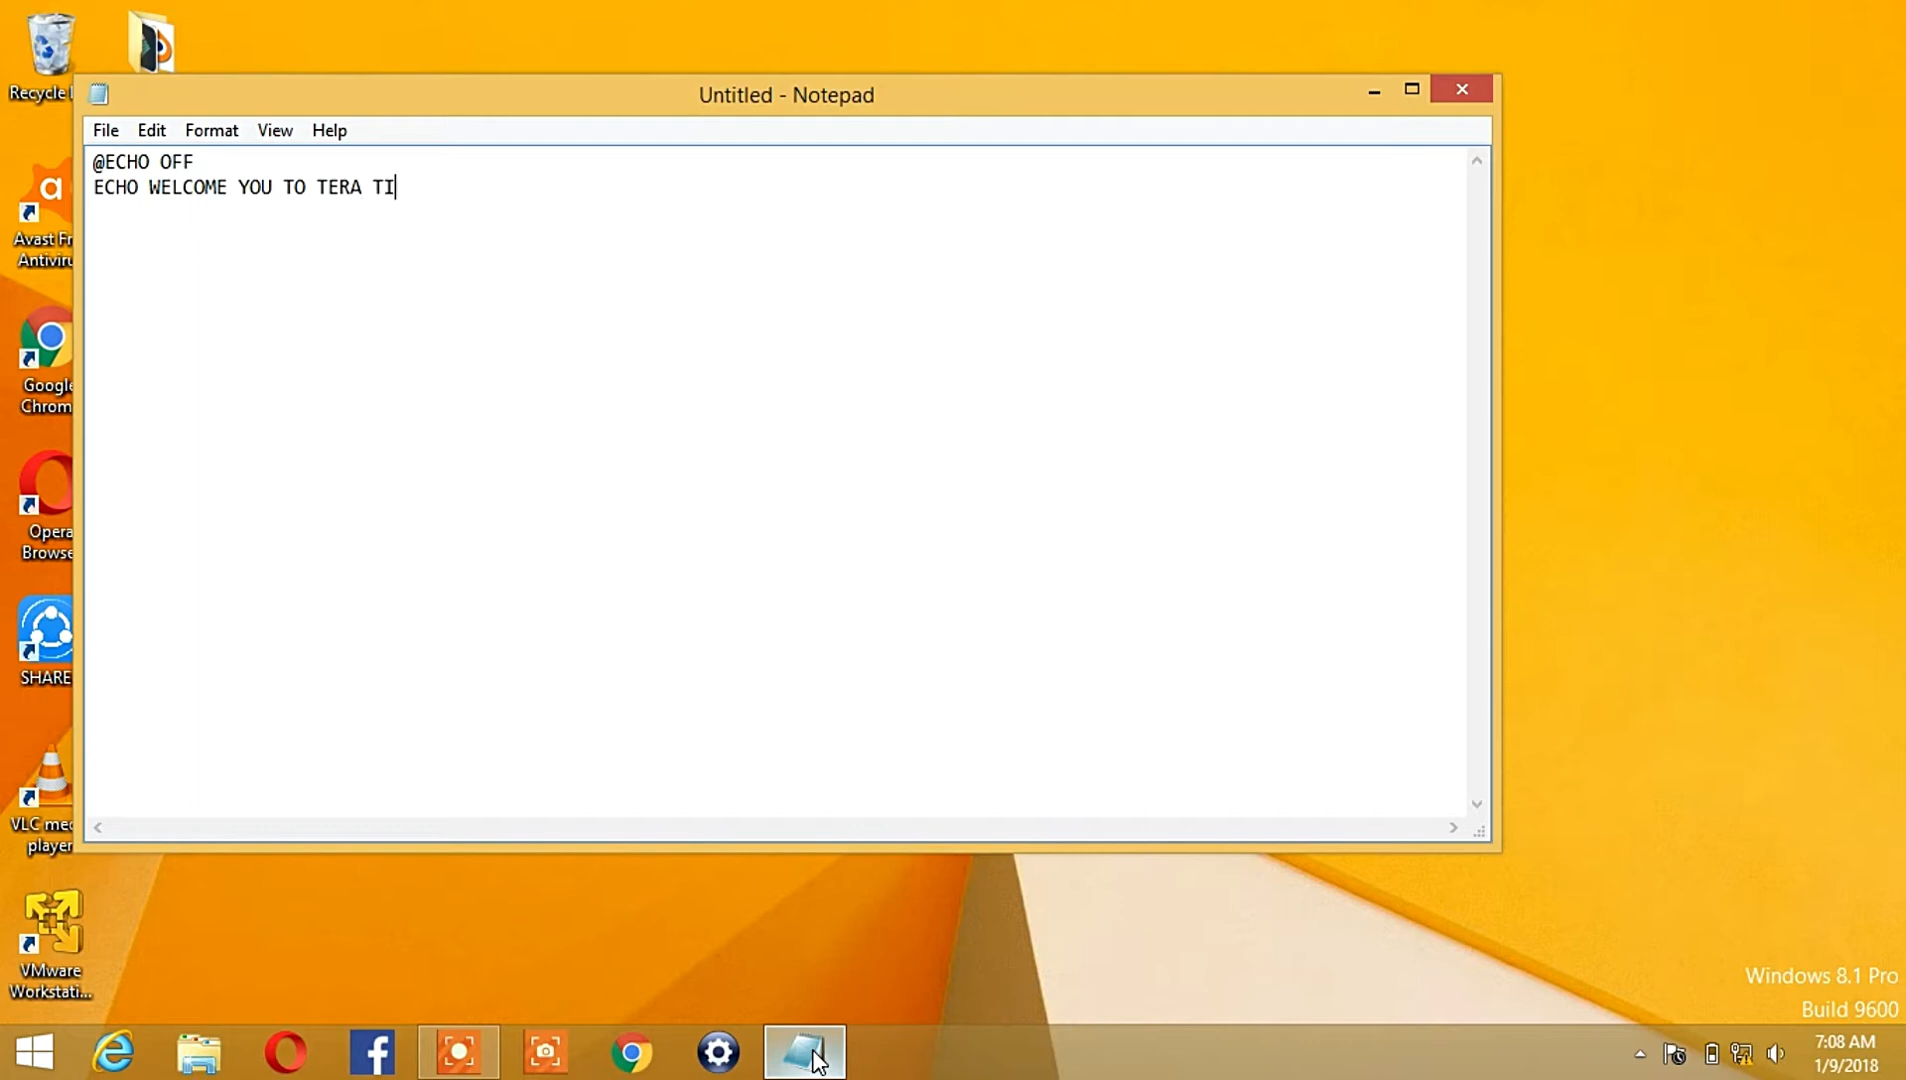 Untitled - Notepad
File Edit Format View Help
@ECHO OFF
ECHO WELCOME YOU TO TERA TI
Recycle
a
Avast Fr
Antiviru
Google
Chrom
Opera
Browse
SHARE
VLC med
player
VMware
Workstati...
Windows 8.1 Pro
Build 9600
7:08 AM
1/9/2018